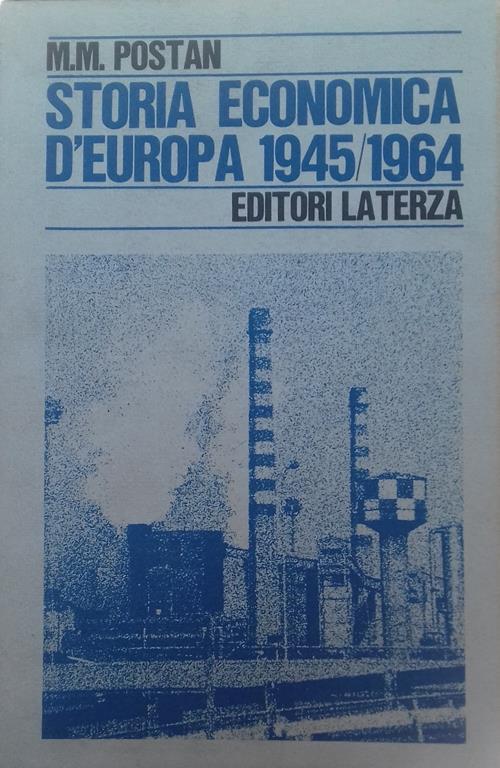 M.M. POSTAN
STORIA ECONOMICA
D'EUROPA 1945/1964
EDITORI LATERZA